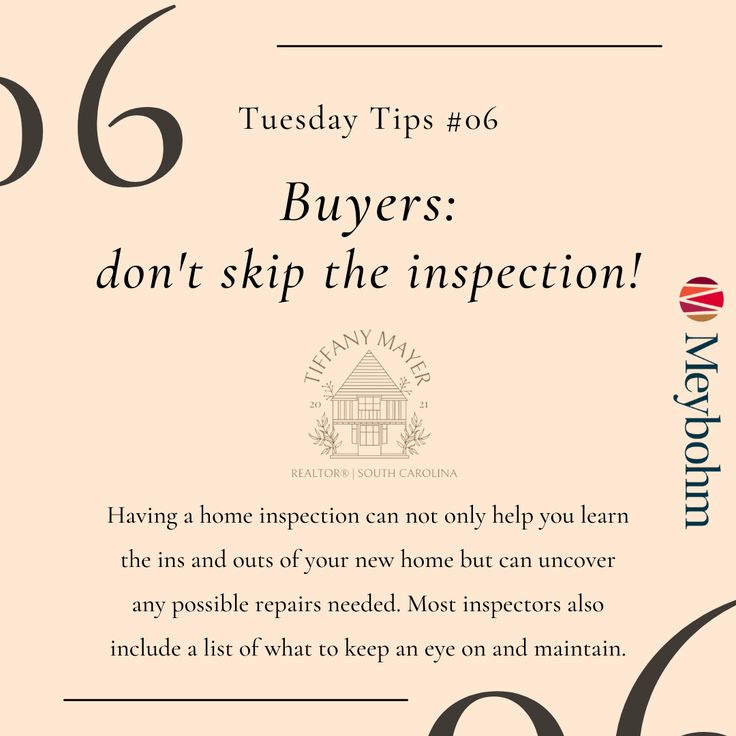 06
Tuesday Tips #06
Buyers:
don't skip the inspection!
TIFFANY MAYER
20 21
REALTOR® | SOUTH CAROLINA
Meybohm
Having a home inspection can not only help you learn
the ins and outs of your new home but can uncover
any possible repairs needed. Most inspectors also
include a list of what to keep an eye on and maintain.
06